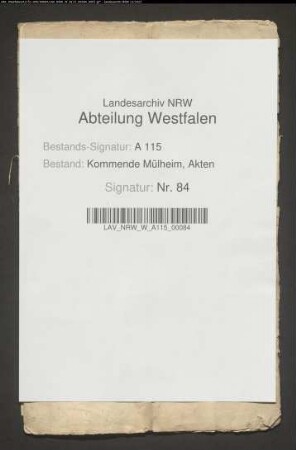 Landesarchiv NRW
Abteilung Westfalen
Bestands-Signatur: A 115
Bestand: Kommende Mülheim, Akten
Signatur: Nr. 84
LAV_NRW_W_A115_00084